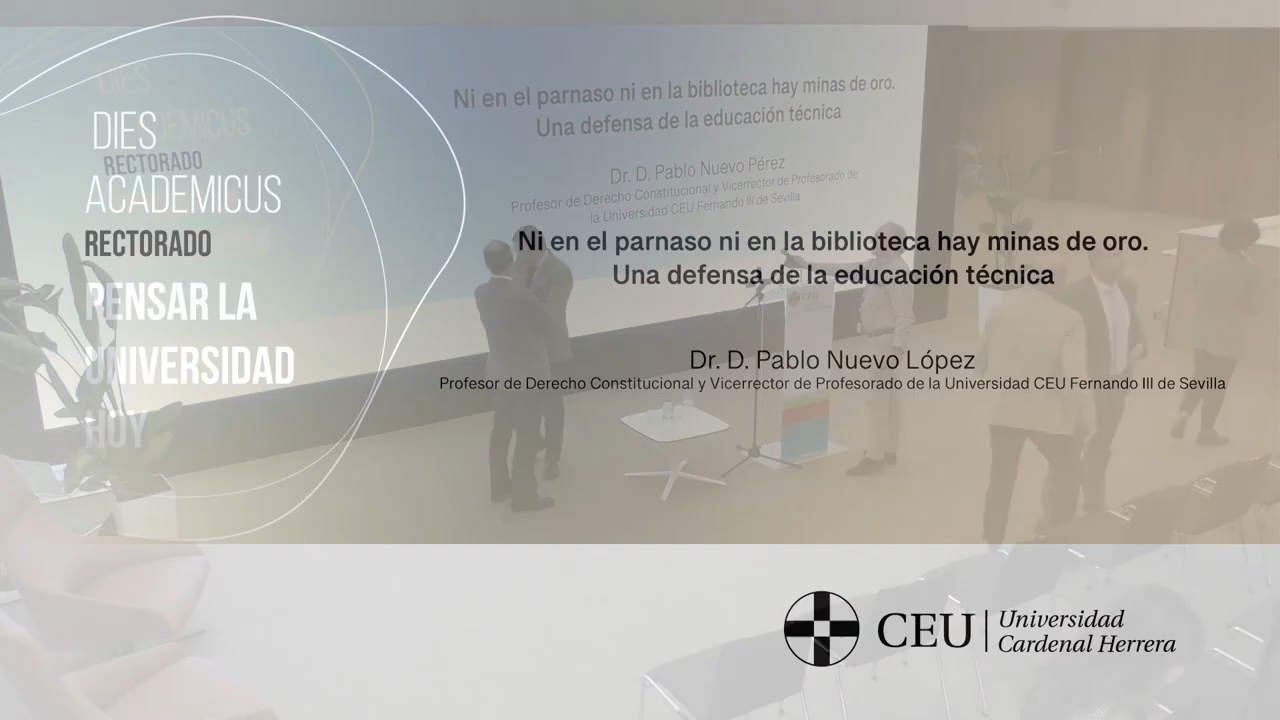 DIES
EMICUS
RECTORADO
DIES
ACADEMICUS
RECTORADO
PENSAR LA
UNIVERSIDAD
HOY
Ni en el parnaso ni en la biblioteca hay minas de oro.
Una defensa de la educación técnica
Dr. D. Pablo Nuevo Pérez
Profesor de Derecho Constitucional y Vicerrector de Profesorado de
la Universidad CEU Fernando III de Sevilla
Ni en el parnaso ni en la biblioteca hay minas de oro.
Una defensa de la educación técnica
Dr. D. Pablo Nuevo López
Profesor de Derecho Constitucional y Vicerrector de Profesorado de la Universidad CEU Fernando III de Sevilla
CEU
CEU
Universidad
Cardenal Herrera